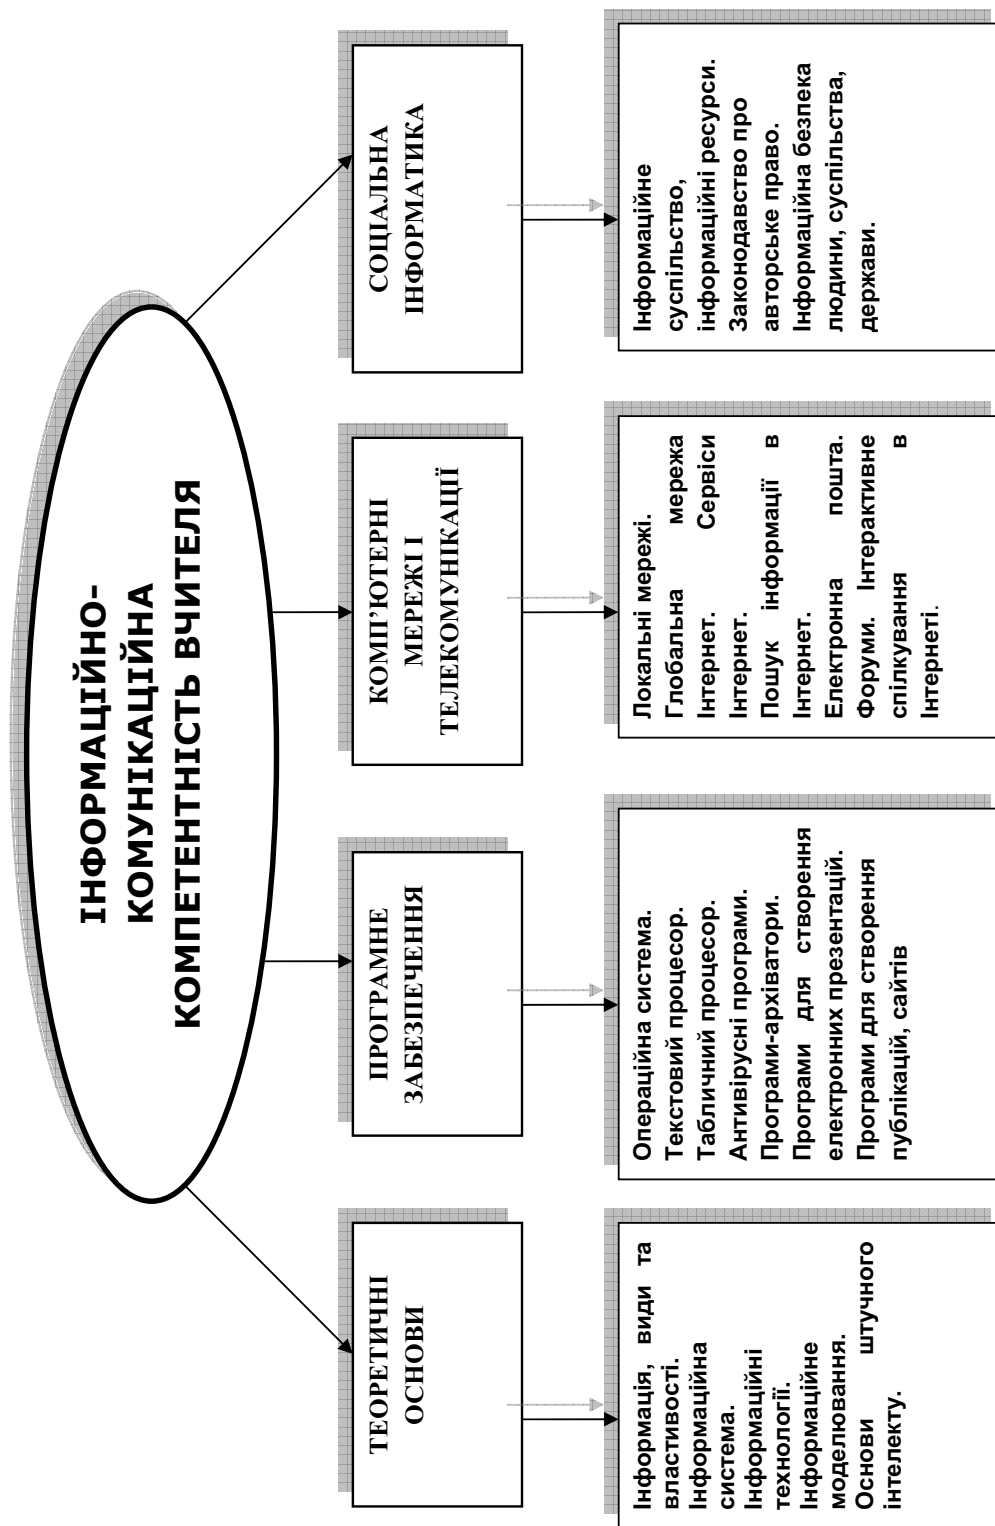 ІНФОРМАЦІЙНО-
КОМУНІКАЦІЙНА
КОМПЕТЕНТНІСТЬ ВЧИТЕЛЯ
ТЕОРЕТИЧНІ
ОСНОВИ
ПРОГРАМНЕ
ЗАБЕЗПЕЧЕННЯ
КОМП’ЮТЕРНІ
МЕРЕЖІ І
ТЕЛЕКОМУНІКАЦІЇ
СОЦІАЛЬНА
ІНФОРМАТИКА
Інформація, види та
властивості.
Інформаційна
система.
Інформаційні
технології.
Інформаційне
моделювання.
Основи штучного
інтелекту.
Операційна система.
Текстовий процесор.
Табличний процесор.
Антивірусні програми.
Програми-архіватори.
Програми для створення
електронних презентацій.
Програми для створення
публікацій, сайтів
Локальні мережі.
Глобальна мережа
Інтернет. Сервіси
Інтернет.
Пошук інформації в
Інтернет.
Електронна пошта.
Форуми. Інтерактивне
спілкування в
Інтернеті.
Інформаційне
суспільство,
інформаційні ресурси.
Законодавство про
авторське право.
Інформаційна безпека
людини, суспільства,
держави.